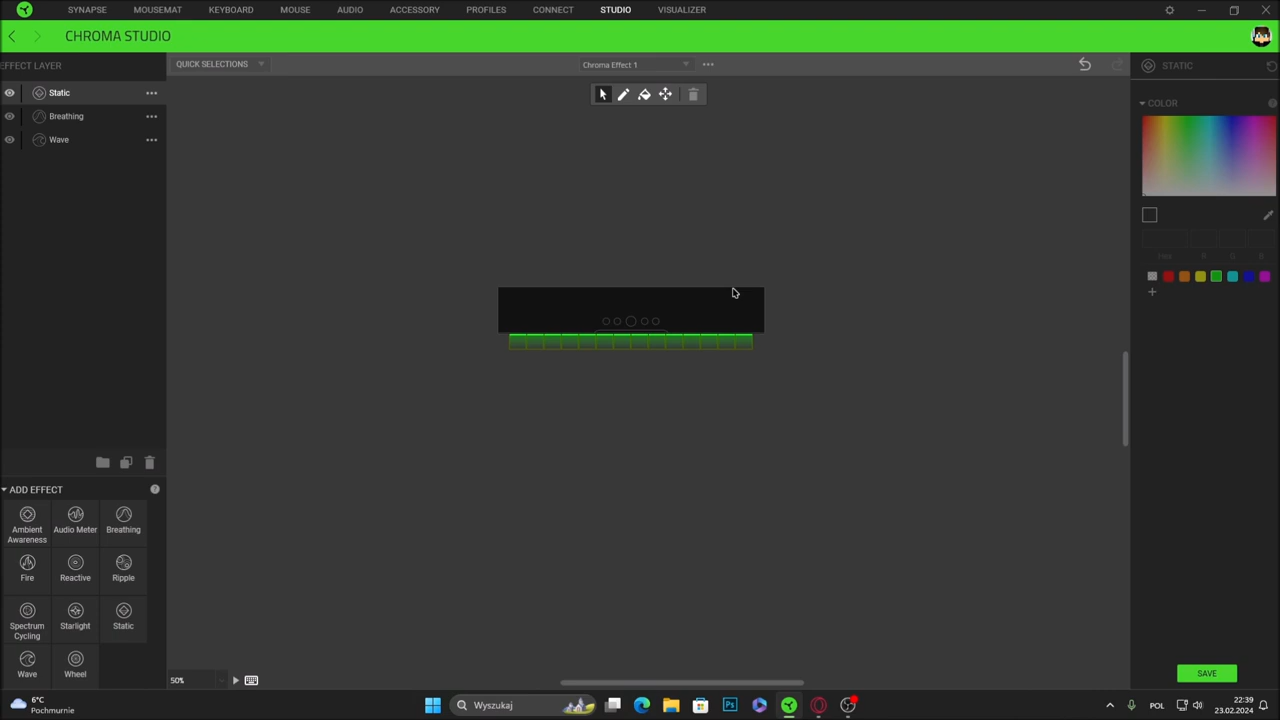 SYNAPSE MOUSEMAT KEYBOARD MOUSE AUDIO ACCESSORY PROFILES CONNECT STUDIO VISUALIZER
CHROMA STUDIO
EFFECT LAYER
QUICK SELECTIONS
Chroma Effect 1
STATIC
Static
Breathing
Wave
COLOR
Hex R G B
ADD EFFECT
Ambient Awareness
Audio Meter
Breathing
Fire
Reactive
Ripple
Spectrum Cycling
Starlight
Static
Wave
Wheel
50%
SAVE
6°C
Pochmurnie
Wyszukaj
POL
22:39
23.02.2024